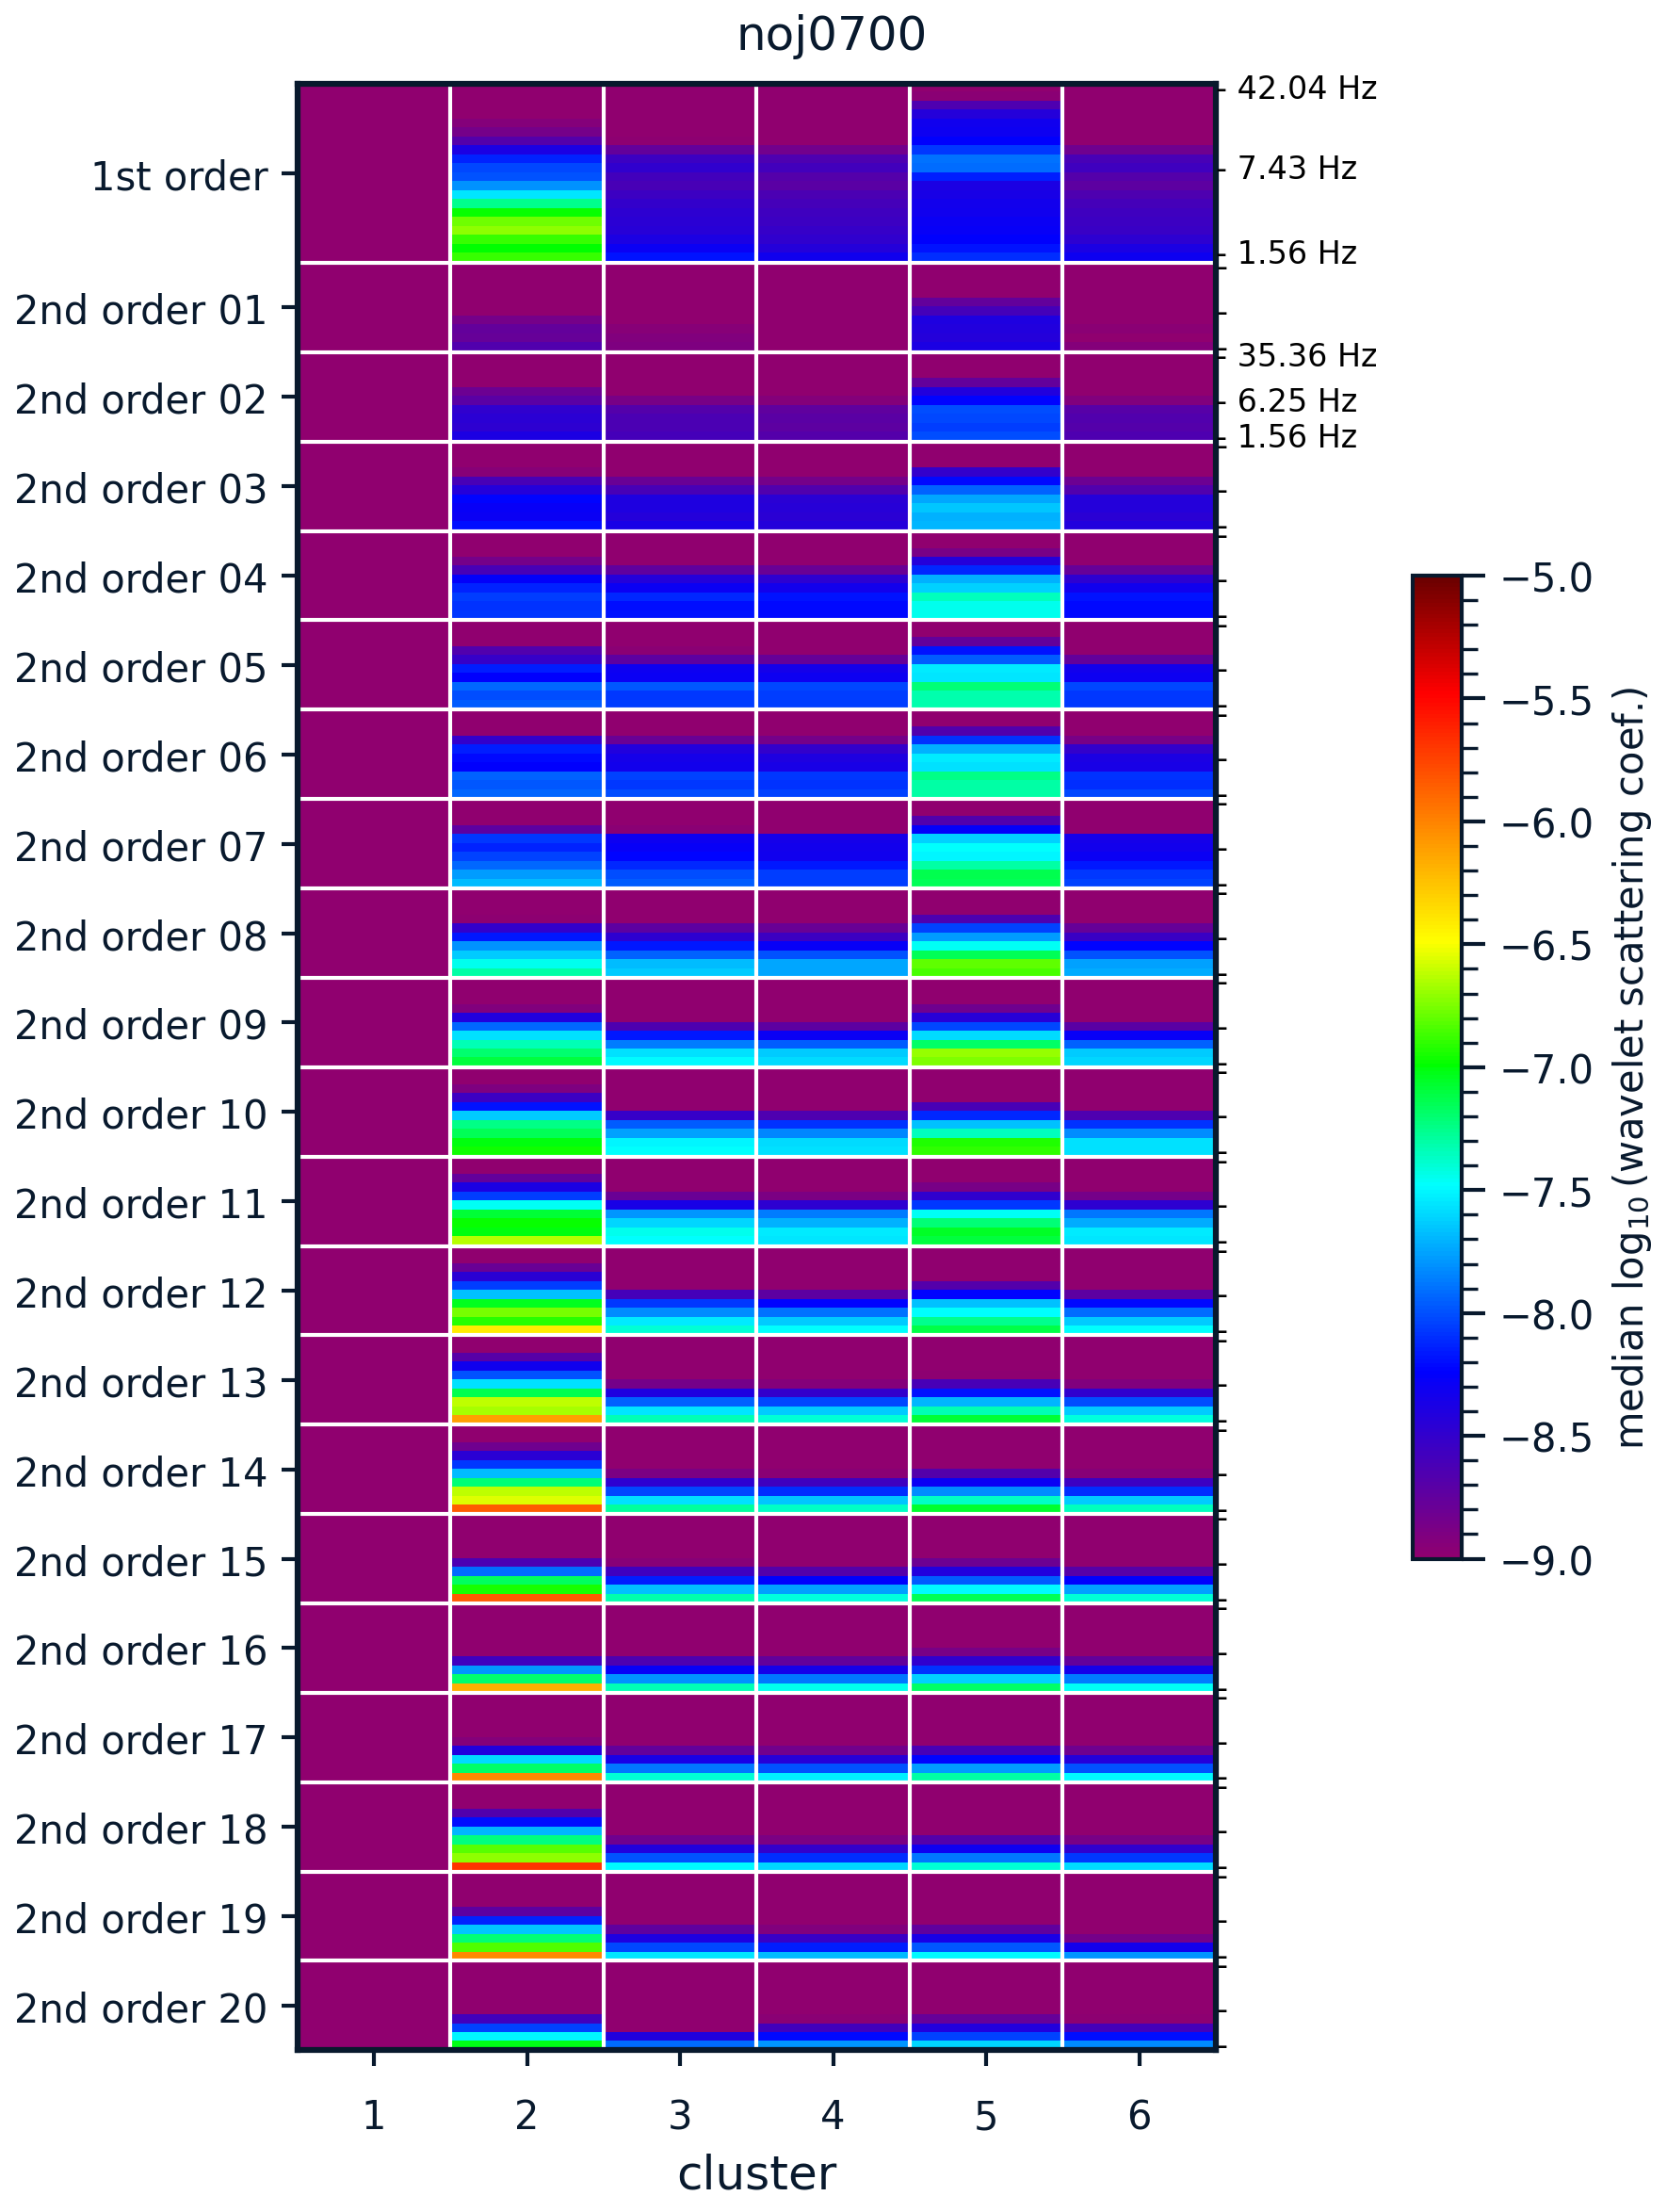 noj0700
42.04 Hz
1st order
7.43 Hz
1.56 Hz
2nd order 01
35.36 Hz
2nd order 02
6.25 Hz
1.56 Hz
2nd order 03
2nd order 04
2nd order 05
2nd order 06
2nd order 07
2nd order 08
2nd order 09
2nd order 10
2nd order 11
2nd order 12
2nd order 13
2nd order 14
2nd order 15
2nd order 16
2nd order 17
2nd order 18
2nd order 19
2nd order 20
1 2 3 4 5 6
cluster
−5.0
−5.5
−6.0
−6.5
−7.0
−7.5
−8.0
−8.5
−9.0
median log₁₀(wavelet scattering coef.)